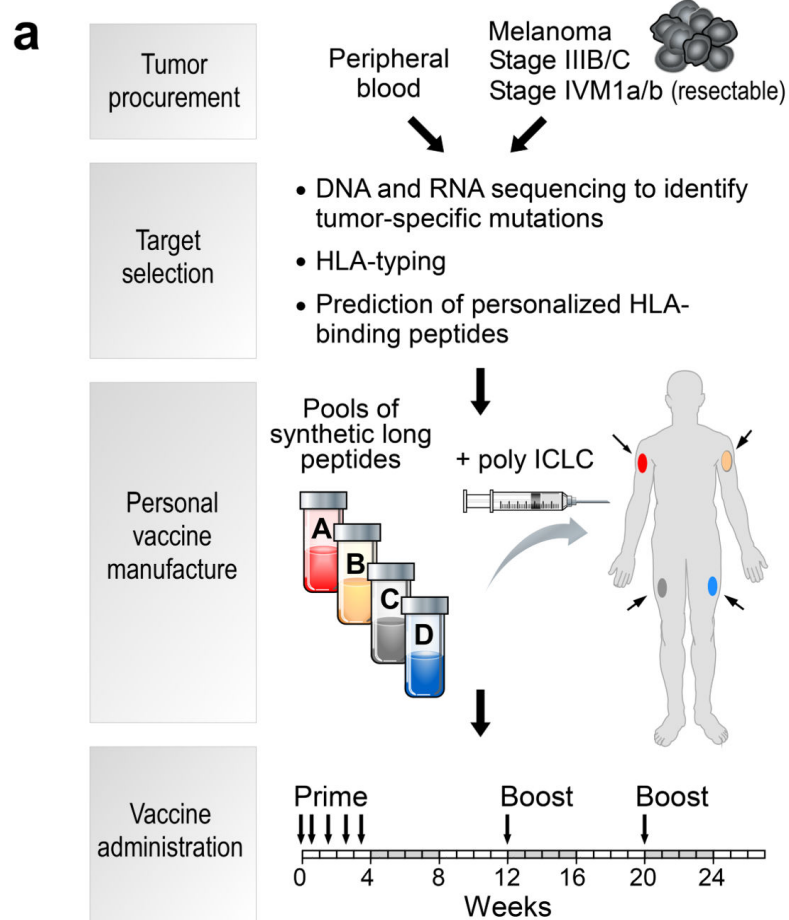 a
Tumor
procurement
Peripheral
blood
Melanoma
Stage IIIB/C
Stage IVM1a/b (resectable)
Target
selection
• DNA and RNA sequencing to identify
tumor-specific mutations
• HLA-typing
• Prediction of personalized HLA-
binding peptides
Personal
vaccine
manufacture
Pools of
synthetic long
peptides
+ poly ICLC
A
B
C
D
Vaccine
administration
Prime Boost Boost
0 4 8 12 16 20 24
Weeks